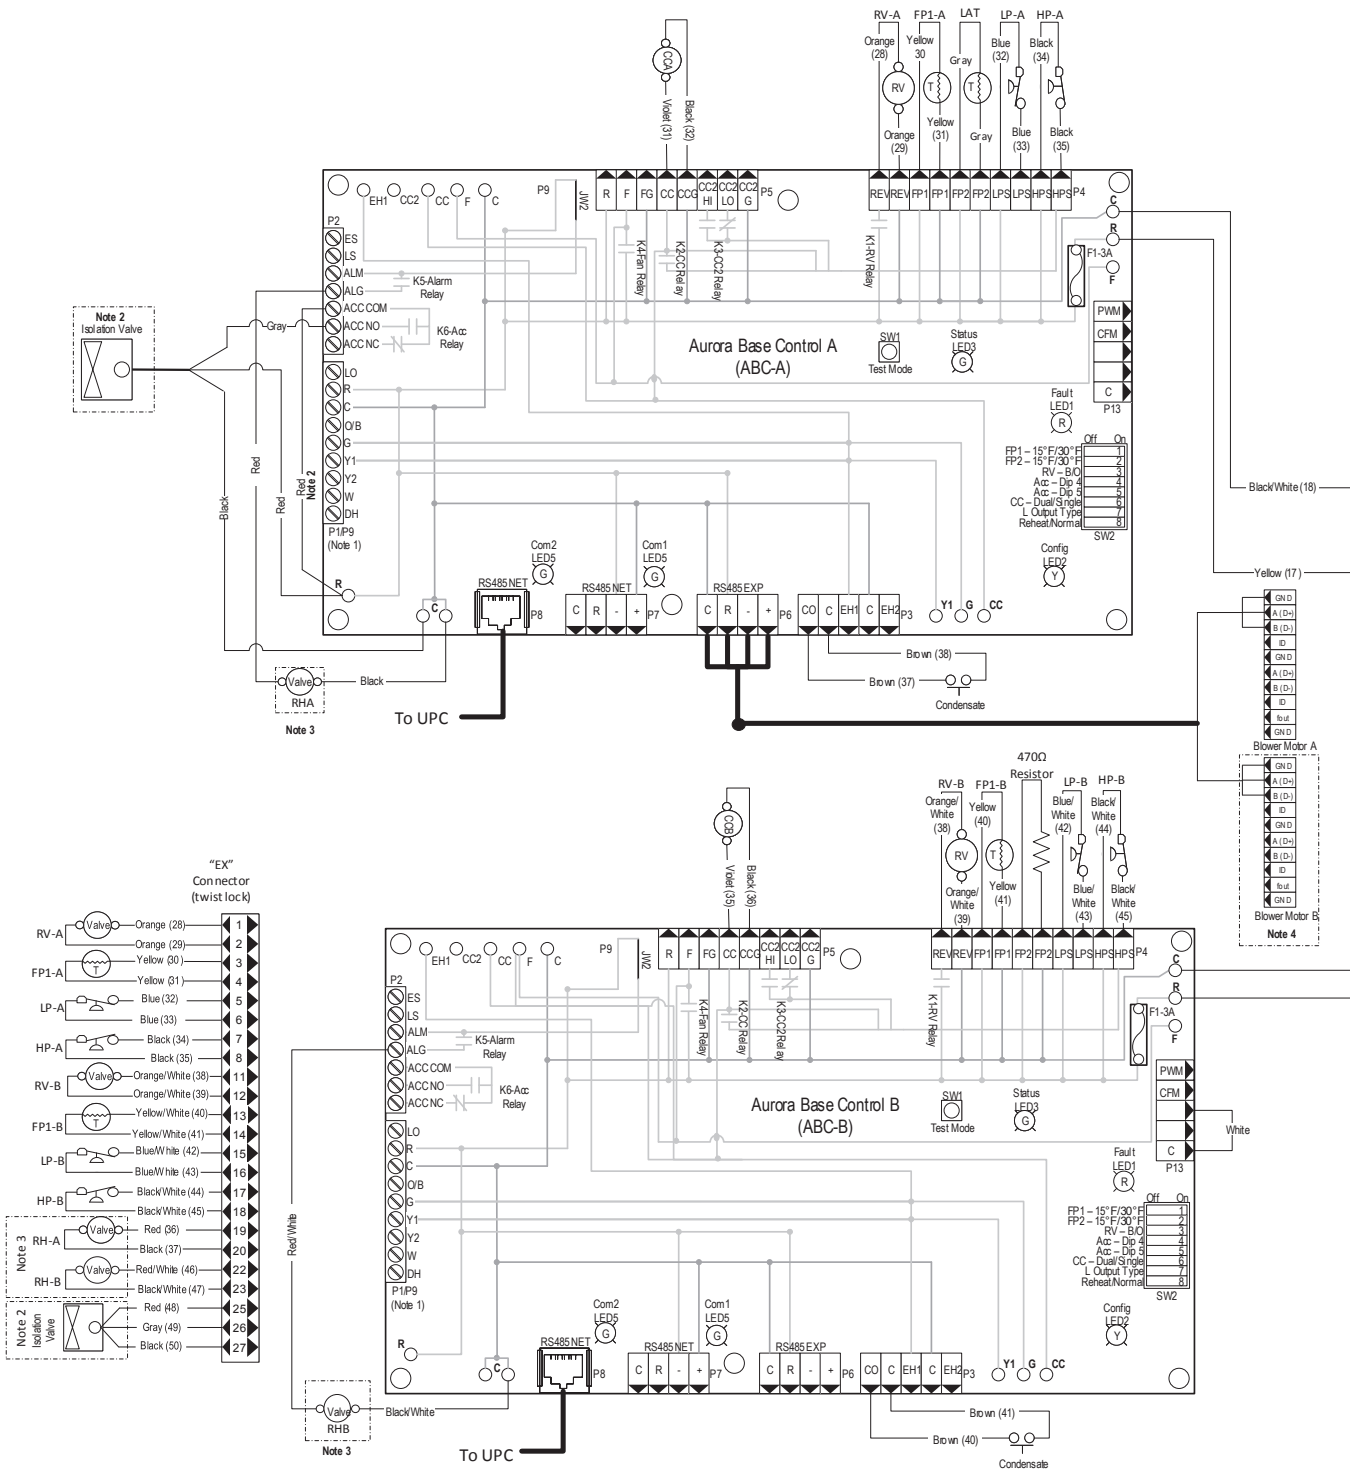 RV-A FP1-A LAT LP-A HP-A
Orange (28)
Yellow 30
Gray
Blue (32)
Black (34)
CCA
RV
T
T
Violet (31)
Black (32)
Orange (29)
Yellow (31)
Gray
Blue (33)
Black (35)
EH1 CC2 CC F C
P9
JW2
R F FG CC CCG CC2 HI CC2 LO CC2 G P5
REV REV FP1 FP1 FP2 FP2 LPS LPS HPS HPS P4
C
R
F1-3A
F
P2
ES
LS
ALM
ALG
ACC COM
ACC NO
ACC NC
K5-Alarm Relay
K6-Acc Relay
K4-Fan Relay
K2-CC Relay
K3-CC2 Relay
K1-RV Relay
Note 2
Isolation Valve
Gray
LO
R
C
O/B
G
Y1
Y2
W
DH
P1/P9
(Note 1)
Aurora Base Control A
(ABC-A)
SW1
Test Mode
Status
LED3
G
PWM
CFM
C
P13
Fault
LED1
R
Off On
FP1 – 15°F/30°F 1
FP2 – 15°F/30°F 2
RV – B/O 3
Acc – Dip 4 4
Acc – Dip 5 5
CC – Dual/Single 6
L Output Type 7
Reheat/Normal 8
SW2
Config
LED2
Y
Black/White (18)
Yellow (17)
Black
Red
Red
Red
Note 2
R
C
Com2
LED5
G
Com1
LED5
G
RS485 NET
P8
RS485 NET
C R - + P7
RS485 EXP
C R - + P6
CO C EH1 C EH2 P3
Y1 G CC
Brown (38)
Brown (37)
Condensate
Valve
RHA
Black
Note 3
To UPC
GND
A (D+)
B (D-)
ID
GND
A (D+)
B (D-)
ID
fout
GND
Blower Motor A
GND
A (D+)
B (D-)
ID
GND
A (D+)
B (D-)
ID
fout
GND
Blower Motor B
Note 4
470Ω
Resistor
RV-B FP1-B LP-B HP-B
Orange/White (38)
Yellow (40)
Blue/White (42)
Black/White (44)
CCB
RV
T
Violet (35)
Black (36)
Orange/White (39)
Yellow (41)
Blue/White (43)
Black/White (45)
"EX"
Connector
(twist lock)
RV-A Valve Orange (28) 1
Orange (29) 2
FP1-A T Yellow (30) 3
Yellow (31) 4
LP-A Blue (32) 5
Blue (33) 6
HP-A Black (34) 7
Black (35) 8
RV-B Valve Orange/White (38) 11
Orange/White (39) 12
FP1-B T Yellow/White (40) 13
Yellow/White (41) 14
LP-B Blue/White (42) 15
Blue/White (43) 16
HP-B Black/White (44) 17
Black/White (45) 18
Note 3
RH-A Valve Red (36) 19
Black (37) 20
RH-B Valve Red/White (46) 22
Black/White (47) 23
Note 2
Isolation Valve
Red (48) 25
Gray (49) 26
Black (50) 27
EH1 CC2 CC F C
P9
JW2
R F FG CC CCG CC2 HI CC2 LO CC2 G P5
REV REV FP1 FP1 FP2 FP2 LPS LPS HPS HPS P4
C
R
F1-3A
F
P2
ES
LS
ALM
ALG
ACC COM
ACC NO
ACC NC
K5-Alarm Relay
K6-Acc Relay
K4-Fan Relay
K2-CC Relay
K3-CC2 Relay
K1-RV Relay
LO
R
C
O/B
G
Y1
Y2
W
DH
P1/P9
(Note 1)
Aurora Base Control B
(ABC-B)
SW1
Test Mode
Status
LED3
G
PWM
CFM
C
P13
White
Fault
LED1
R
Off On
FP1 – 15°F/30°F 1
FP2 – 15°F/30°F 2
RV – B/O 3
Acc – Dip 4 4
Acc – Dip 5 5
CC – Dual/Single 6
L Output Type 7
Reheat/Normal 8
SW2
Config
LED2
Y
Red/White
R
C
Com2
LED5
G
Com1
LED5
G
RS485 NET
P8
RS485 NET
C R - + P7
RS485 EXP
C R - + P6
CO C EH1 C EH2 P3
Y1 G CC
Brown (41)
Brown (40)
Condensate
Valve
RHB
Black/White
Note 3
To UPC